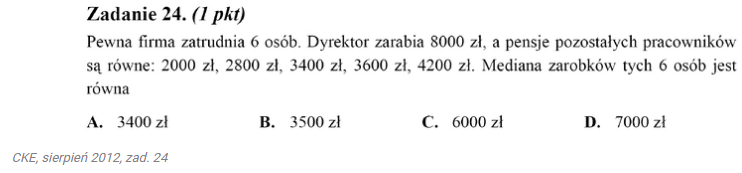 Zadanie 24. (1 pkt)
Pewna firma zatrudnia 6 osób. Dyrektor zarabia 8000 zł, a pensje pozostałych pracowników
są równe: 2000 zł, 2800 zł, 3400 zł, 3600 zł, 4200 zł. Mediana zarobków tych 6 osób jest
równa
A. 3400 zł B. 3500 zł C. 6000 zł D. 7000 zł
CKE, sierpień 2012, zad. 24